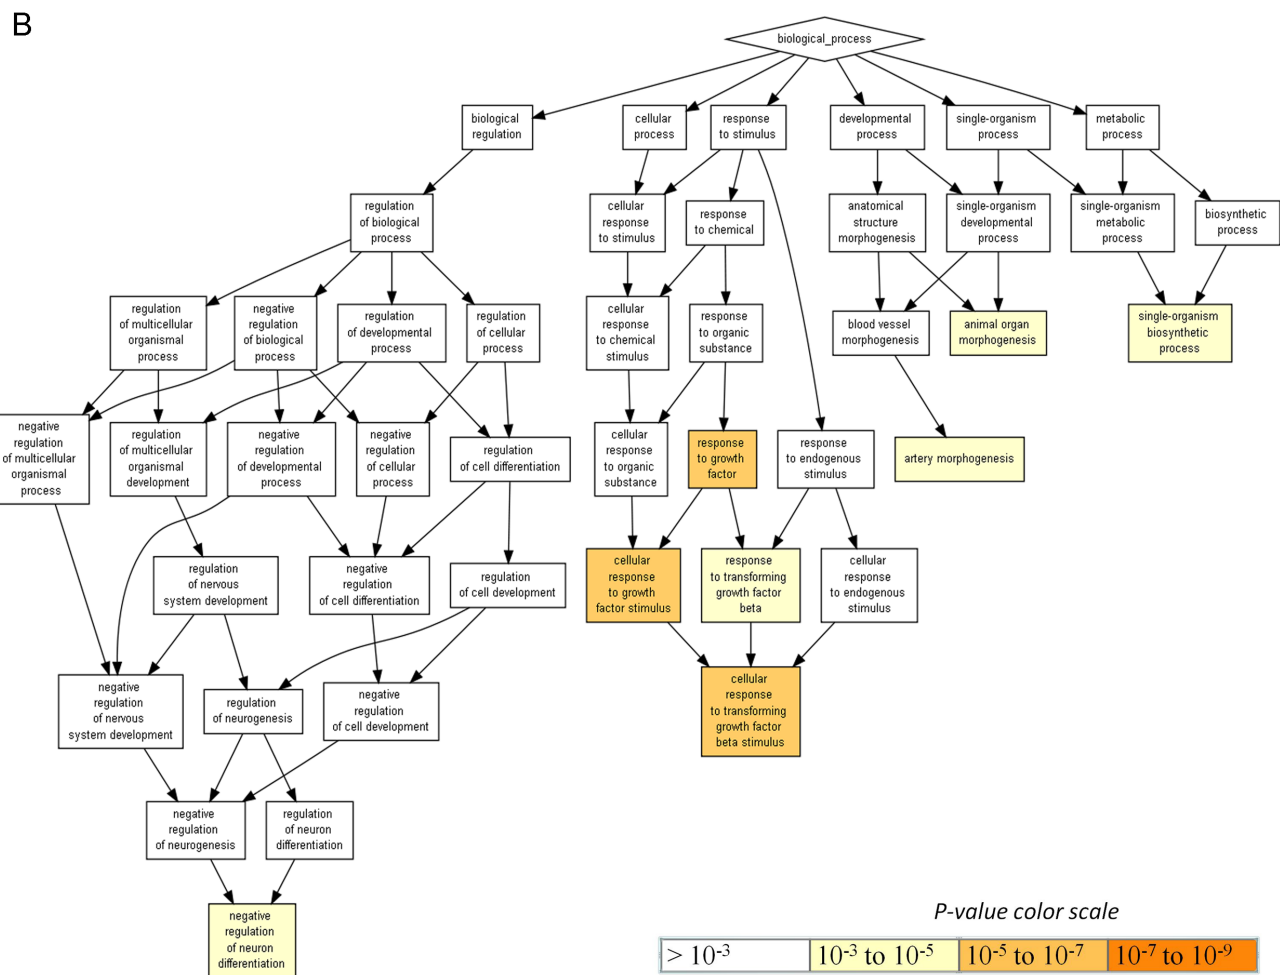 B
biological_process
biological
regulation
cellular
process
response
to stimulus
developmental
process
single-organism
process
metabolic
process
regulation
of biological
process
cellular
response
to stimulus
response
to chemical
anatomical
structure
morphogenesis
single-organism
developmental
process
single-organism
metabolic
process
biosynthetic
process
regulation
of multicellular
organismal
process
negative
regulation
of biological
process
regulation
of developmental
process
regulation
of cellular
process
cellular
response
to chemical
stimulus
response
to organic
substance
blood vessel
morphogenesis
animal organ
morphogenesis
single-organism
biosynthetic
process
negative
regulation
of multicellular
organismal
process
regulation
of multicellular
organismal
development
negative
regulation
of developmental
process
negative
regulation
of cellular
process
regulation
of cell differentiation
cellular
response
to organic
substance
response
to growth
factor
response
to endogenous
stimulus
artery morphogenesis
regulation
of nervous
system development
negative
regulation
of cell differentiation
regulation
of cell development
cellular
response
to growth
factor stimulus
response
to transforming
growth factor
beta
cellular
response
to endogenous
stimulus
negative
regulation
of nervous
system development
regulation
of neurogenesis
negative
regulation
of cell development
cellular
response
to transforming
growth factor
beta stimulus
negative
regulation
of neurogenesis
regulation
of neuron
differentiation
negative
regulation
of neuron
differentiation
P-value color scale
> 10-3
10-3 to 10-5
10-5 to 10-7
10-7 to 10-9